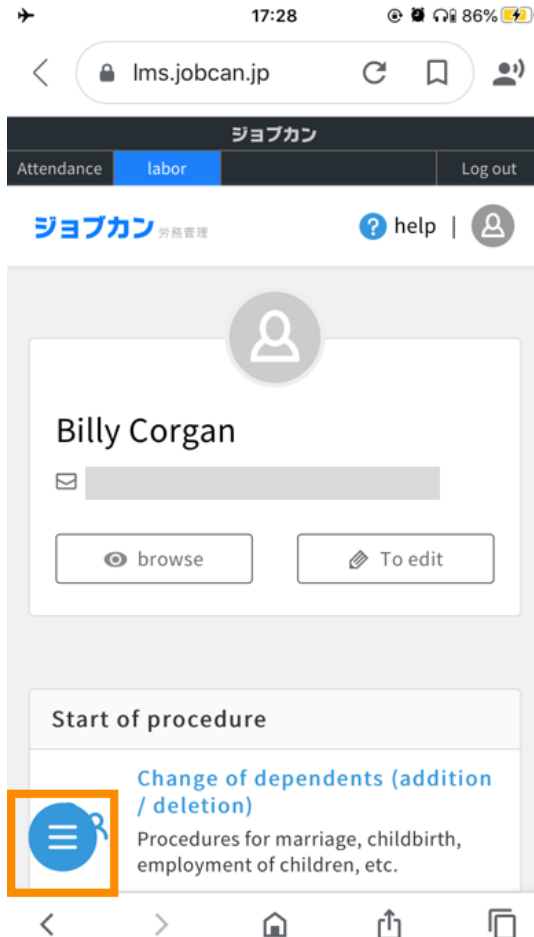 17:28
86%
lms.jobcan.jp
ジョブカン
Attendance labor Log out
ジョブカン 労務管理 ? help |
Billy Corgan
browse To edit
Start of procedure
Change of dependents (addition
/ deletion)
Procedures for marriage, childbirth,
employment of children, etc.